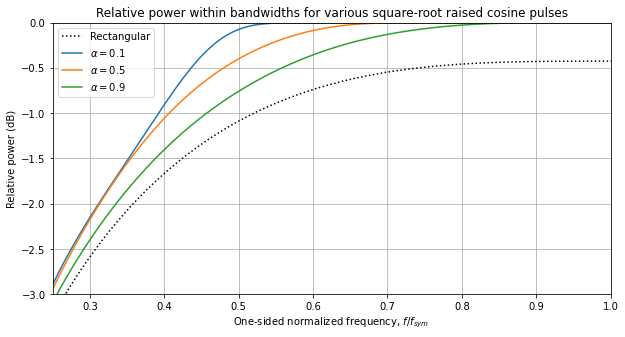 Relative power within bandwidths for various square-root raised cosine pulses
Rectangular
α = 0.1
α = 0.5
α = 0.9
Relative power (dB)
0.0
−0.5
−1.0
−1.5
−2.0
−2.5
−3.0
0.3 0.4 0.5 0.6 0.7 0.8 0.9 1.0
One-sided normalized frequency, f/f_sym